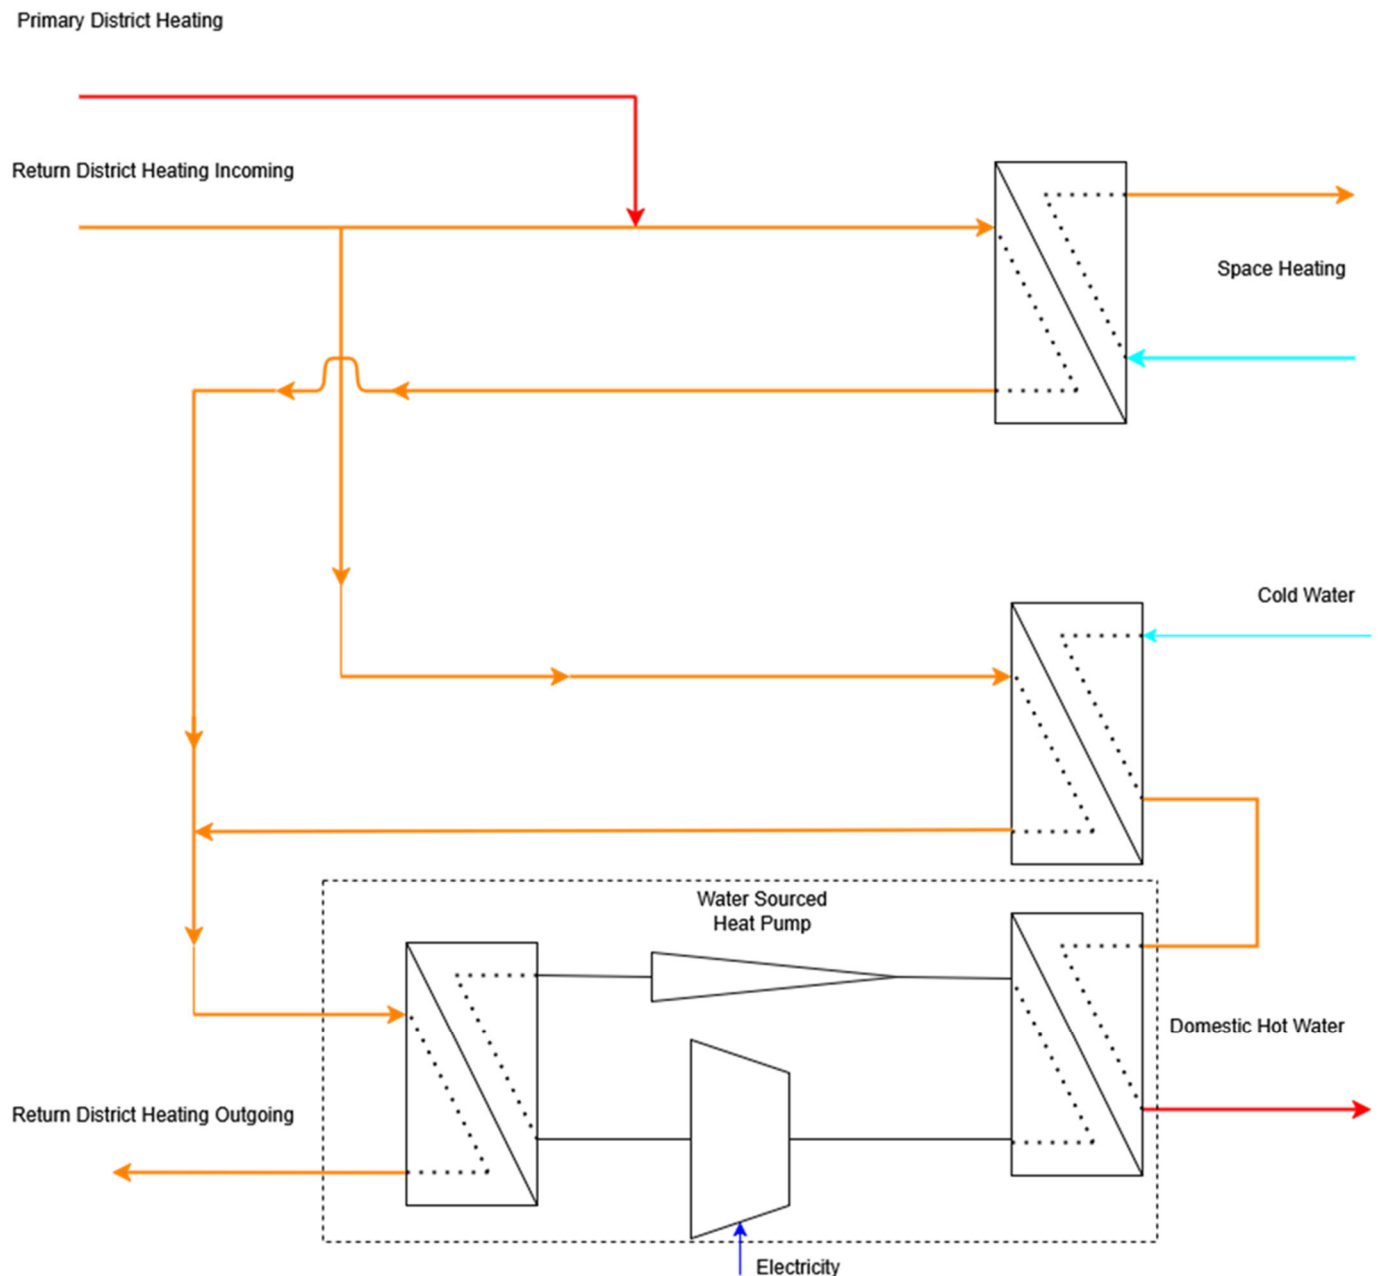 Primary District Heating
Return District Heating Incoming
Space Heating
Cold Water
Water Sourced
Heat Pump
Domestic Hot Water
Return District Heating Outgoing
Electricity